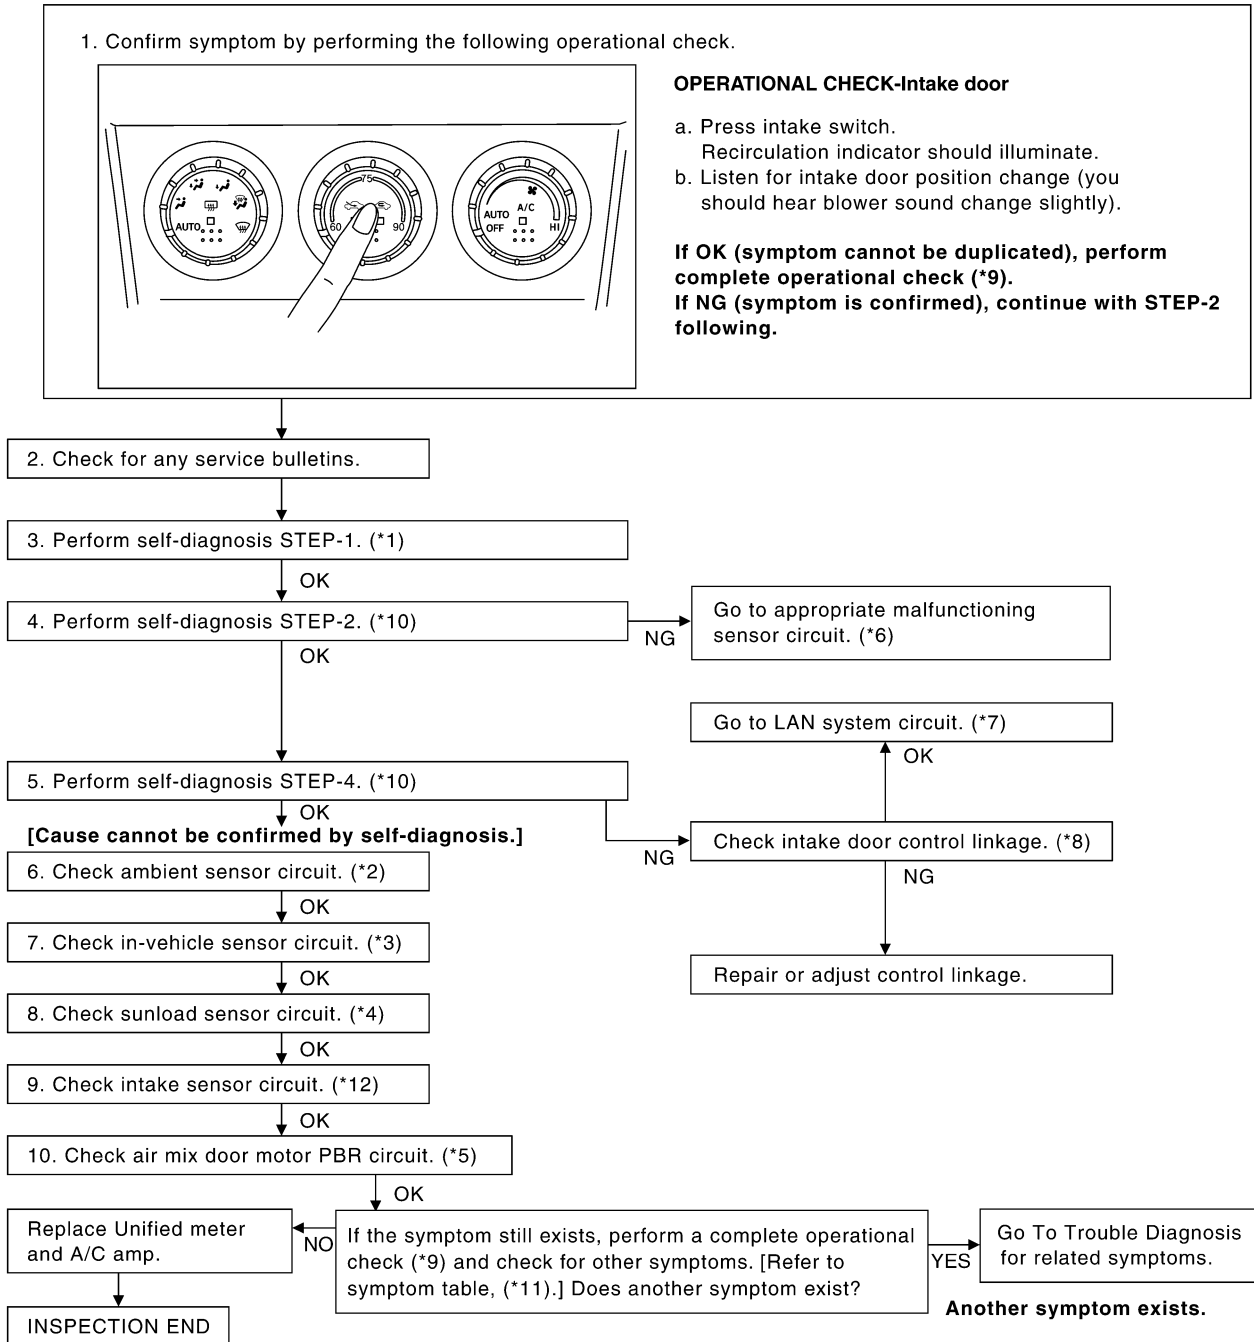 1. Confirm symptom by performing the following operational check.
75
60
90
AUTO
A/C
AUTO
OFF
HI
OPERATIONAL CHECK-Intake door
a. Press intake switch.
Recirculation indicator should illuminate.
b. Listen for intake door position change (you
should hear blower sound change slightly).
If OK (symptom cannot be duplicated), perform
complete operational check (*9).
If NG (symptom is confirmed), continue with STEP-2
following.
2. Check for any service bulletins.
3. Perform self-diagnosis STEP-1. (*1)
OK
4. Perform self-diagnosis STEP-2. (*10)
NG
Go to appropriate malfunctioning
sensor circuit. (*6)
OK
Go to LAN system circuit. (*7)
OK
5. Perform self-diagnosis STEP-4. (*10)
OK
[Cause cannot be confirmed by self-diagnosis.]
NG
Check intake door control linkage. (*8)
NG
Repair or adjust control linkage.
6. Check ambient sensor circuit. (*2)
OK
7. Check in-vehicle sensor circuit. (*3)
OK
8. Check sunload sensor circuit. (*4)
OK
9. Check intake sensor circuit. (*12)
OK
10. Check air mix door motor PBR circuit. (*5)
OK
If the symptom still exists, perform a complete operational
check (*9) and check for other symptoms. [Refer to
symptom table, (*11).] Does another symptom exist?
NO
Replace Unified meter
and A/C amp.
INSPECTION END
YES
Go To Trouble Diagnosis
for related symptoms.
Another symptom exists.